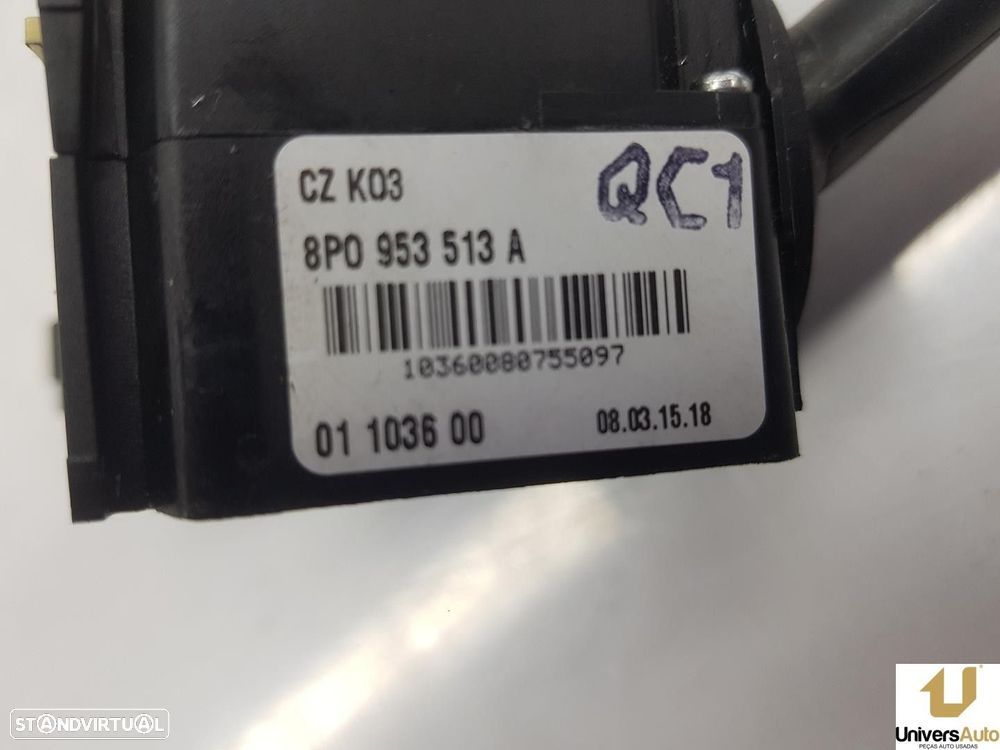 CZ K03
QC1
8P0 953 513 A
10360080755097
01 1036 00
08.03.15.18
STANDVIRTUAL
UniversAuto
PEÇAS AUTO USADAS